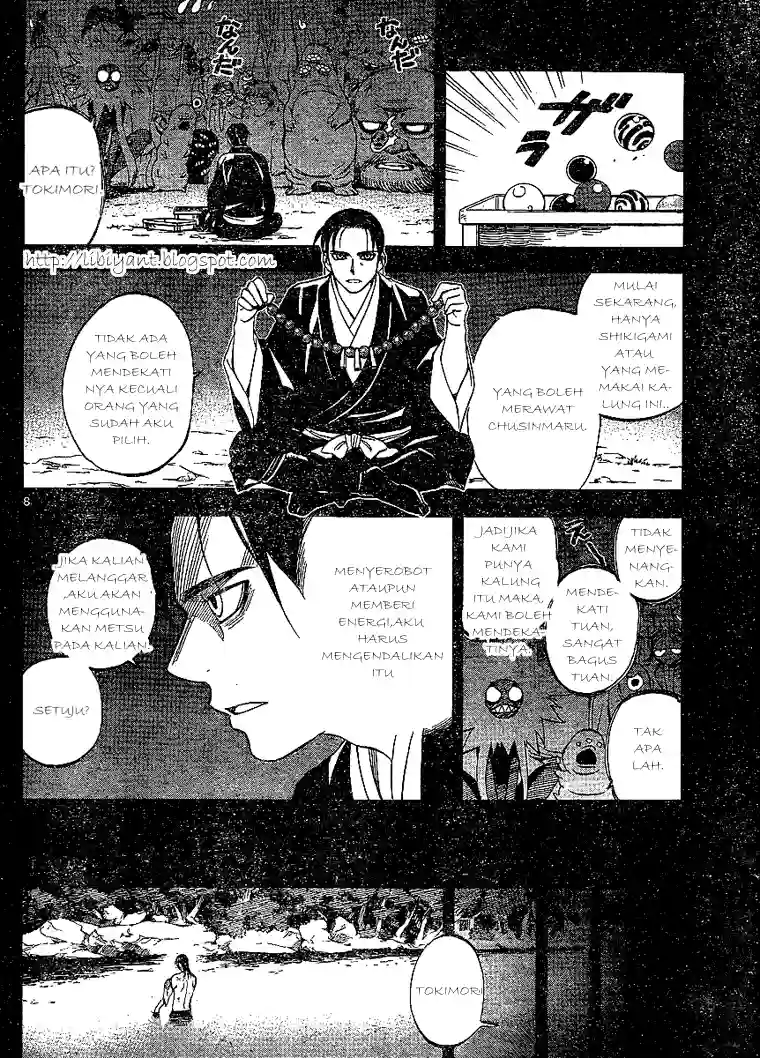 ガラ
なんだ
なんだ
APA ITU?
TOKIMORI.
http://libiyant.blogspot.com
MULAI
SEKARANG,
HANYA
SHIKIGAMI
ATAU
YANG ME-
MAKAI KA-
LUNG INI..
YANG BOLEH
MERAWAT
CHUSINMARU.
TIDAK ADA
YANG BOLEH
MENDEKATI
NYA KECUALI
ORANG YANG
SUDAH AKU
PILIH.
8
TIDAK
MENYE-
NANG-
KAN.
MENDE-
KATI
TUAN,
SANGAT
BAGUS
TUAN.
JADI JIKA
KAMI
PUNYA
KALUNG
ITU MAKA,
KAMI BOLEH
MENDEKA-
TINYA.
TAK
APA
LAH.
MENYEROBOT
ATAUPUN
MEMBERI
ENERGI,AKU
HARUS
MENGENDALIKAN
ITU
JIKA KALIAN
MELANGGAR
,AKU AKAN
MENGGUNA-
KAN METSU
PADA KALIAN.
SETUJU?
TOKIMORI